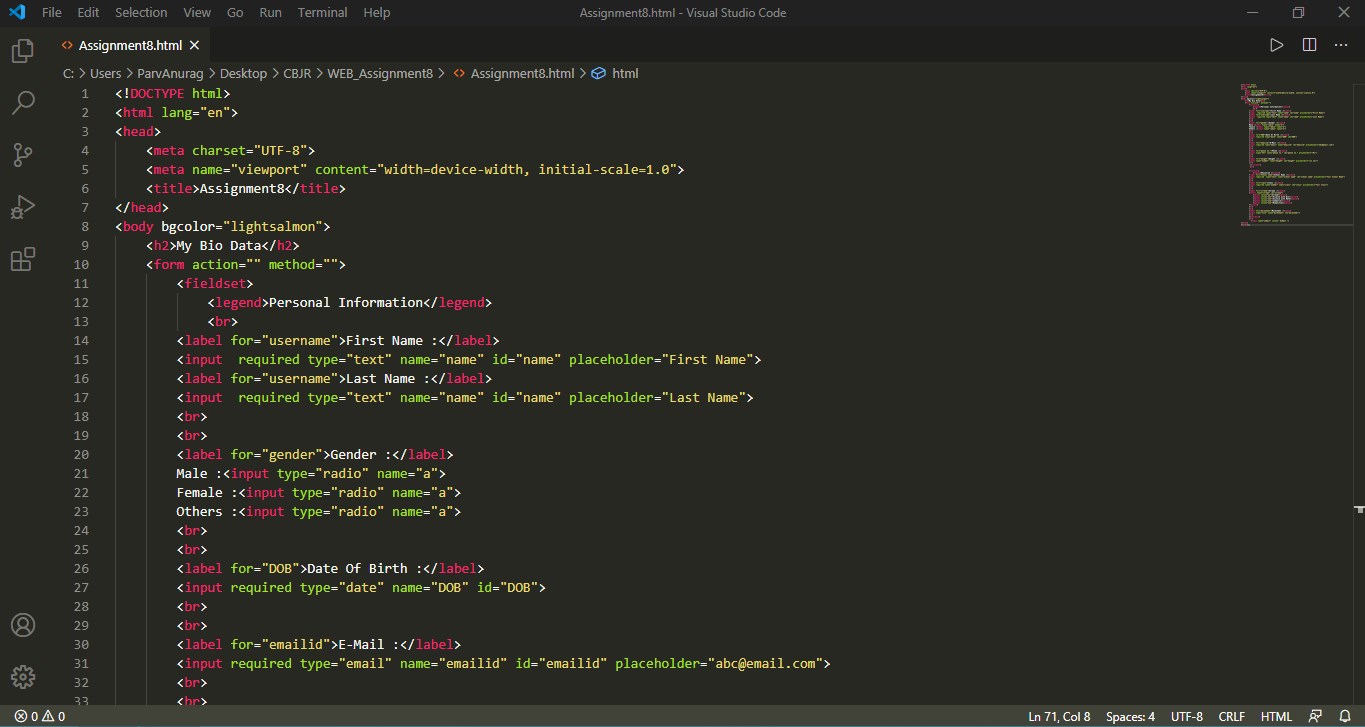 File Edit Selection View Go Run Terminal Help Assignment8.html - Visual Studio Code
Assignment8.html
C: > Users > ParvAnurag > Desktop > CBJR > WEB_Assignment8 > Assignment8.html > html
1 <!DOCTYPE html>
2 <html lang="en">
3 <head>
4 <meta charset="UTF-8">
5 <meta name="viewport" content="width=device-width, initial-scale=1.0">
6 <title>Assignment8</title>
7 </head>
8 <body bgcolor="lightsalmon">
9 <h2>My Bio Data</h2>
10 <form action="" method="">
11 <fieldset>
12 <legend>Personal Information</legend>
13 <br>
14 <label for="username">First Name :</label>
15 <input  required type="text" name="name" id="name" placeholder="First Name">
16 <label for="username">Last Name :</label>
17 <input  required type="text" name="name" id="name" placeholder="Last Name">
18 <br>
19 <br>
20 <label for="gender">Gender :</label>
21 Male :<input type="radio" name="a">
22 Female :<input type="radio" name="a">
23 Others :<input type="radio" name="a">
24 <br>
25 <br>
26 <label for="DOB">Date Of Birth :</label>
27 <input required type="date" name="DOB" id="DOB">
28 <br>
29 <br>
30 <label for="emailid">E-Mail :</label>
31 <input required type="email" name="emailid" id="emailid" placeholder="abc@email.com">
32 <br>
33 <br>
0 0 Ln 71, Col 8 Spaces: 4 UTF-8 CRLF HTML